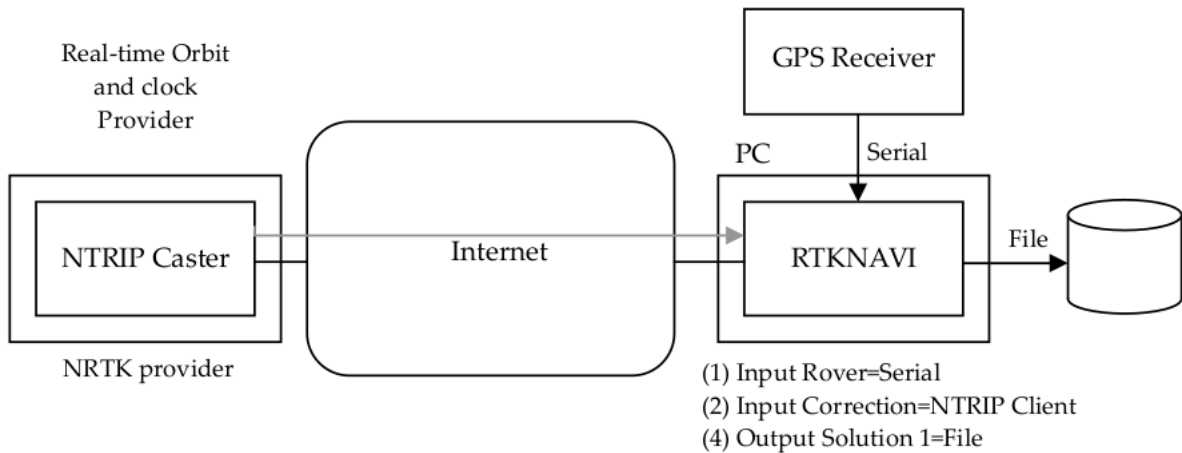 Real-time Orbit
and clock
Provider
NTRIP Caster
NRTK provider
Internet
GPS Receiver
Serial
PC
RTKNAVI
File
(1) Input Rover=Serial
(2) Input Correction=NTRIP Client
(4) Output Solution 1=File